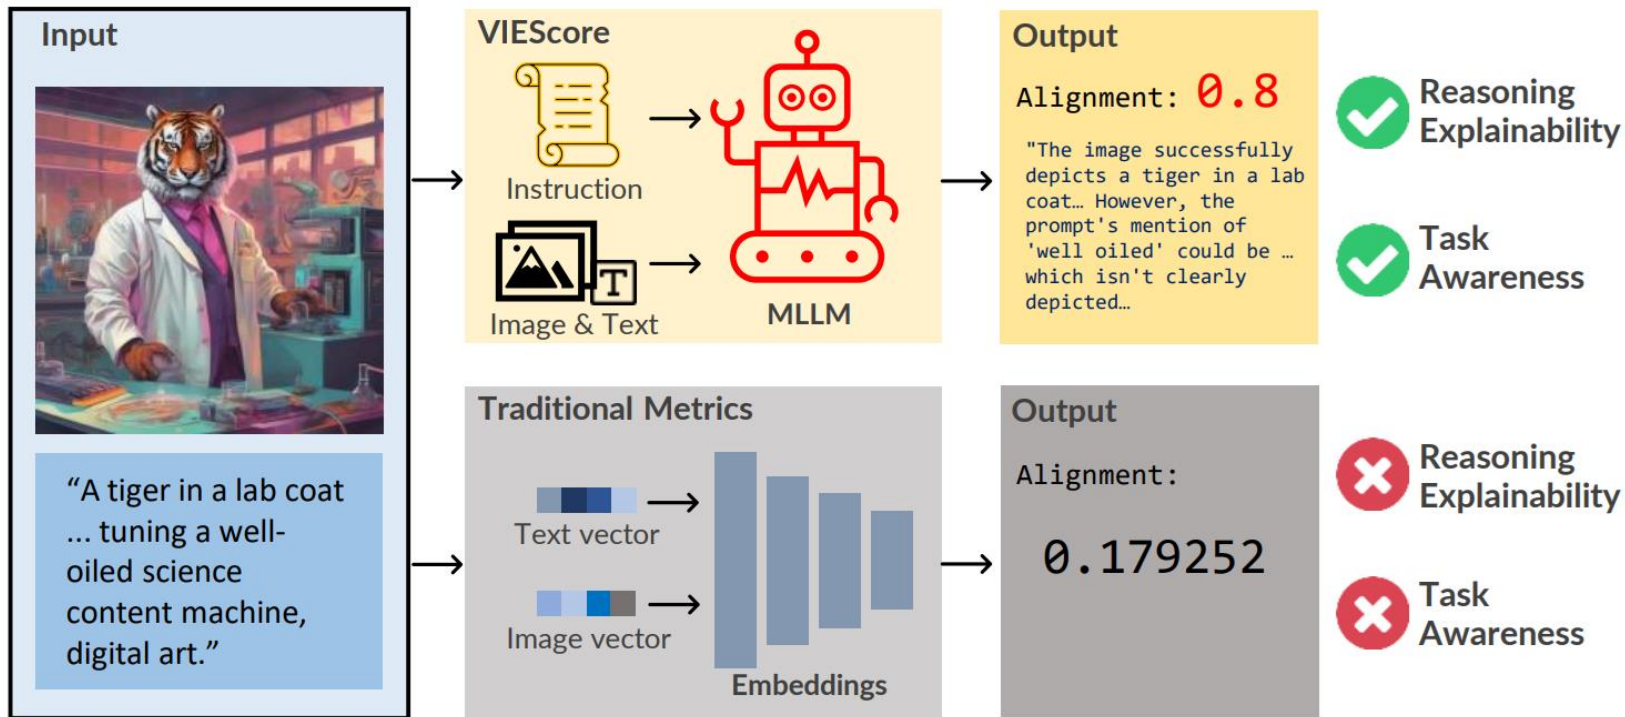 Input
“A tiger in a lab coat
... tuning a well-
oiled science
content machine,
digital art.”
VIEScore
Instruction
T
Image & Text
MLLM
Output
Alignment: 0.8
"The image successfully
depicts a tiger in a lab
coat… However, the
prompt's mention of
'well oiled' could be …
which isn't clearly
depicted…
Reasoning
Explainability
Task
Awareness
Traditional Metrics
Text vector
Image vector
Embeddings
Output
Alignment:
0.179252
Reasoning
Explainability
Task
Awareness